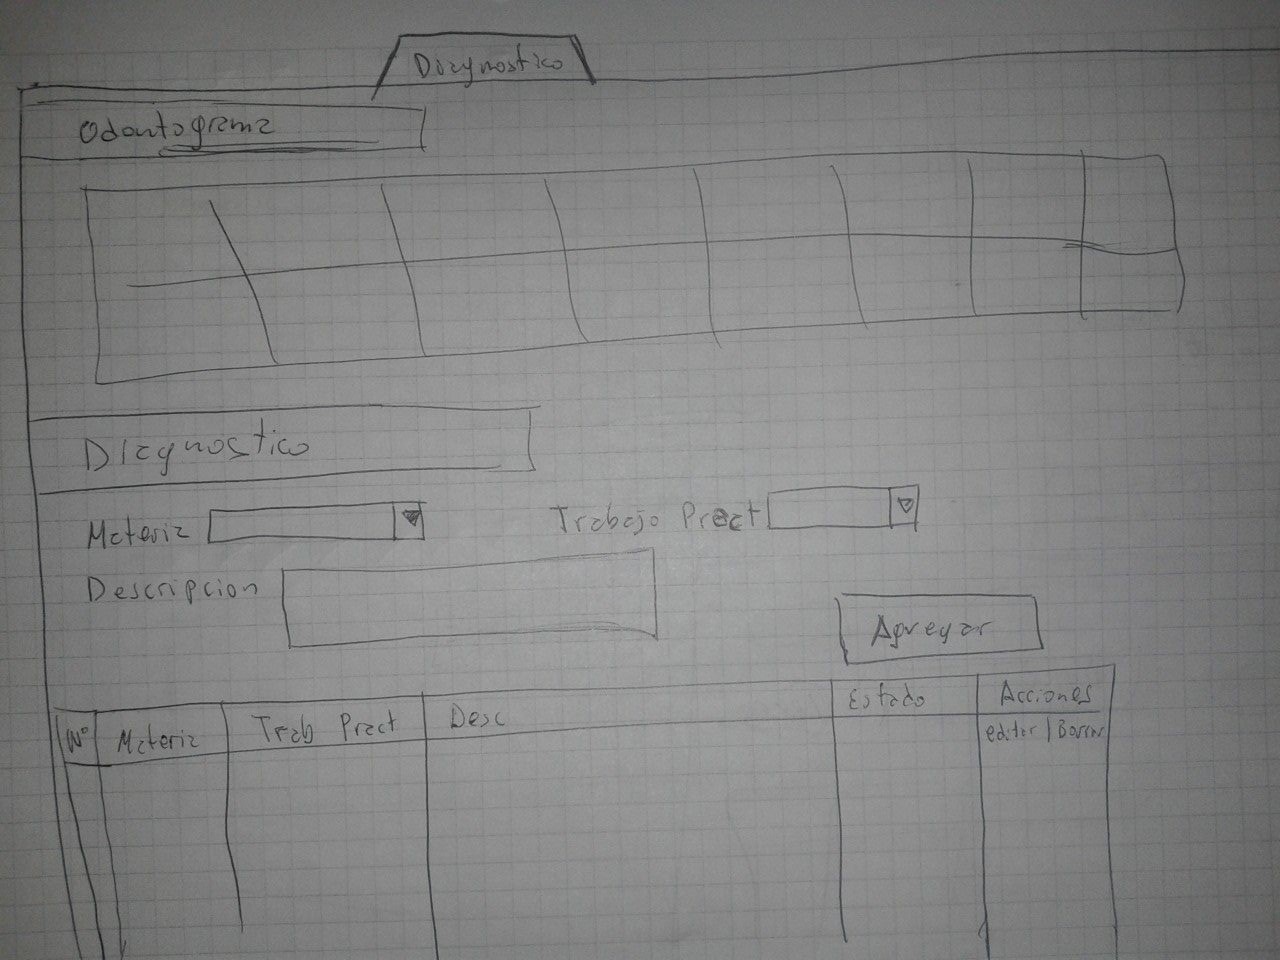 Diagnostico
Odontograma
Diagnostico
Materia Trabajo Pract
Descripcion
Agregar
Nº Materia Trab Pract Desc Estado Acciones
editar | Borrar